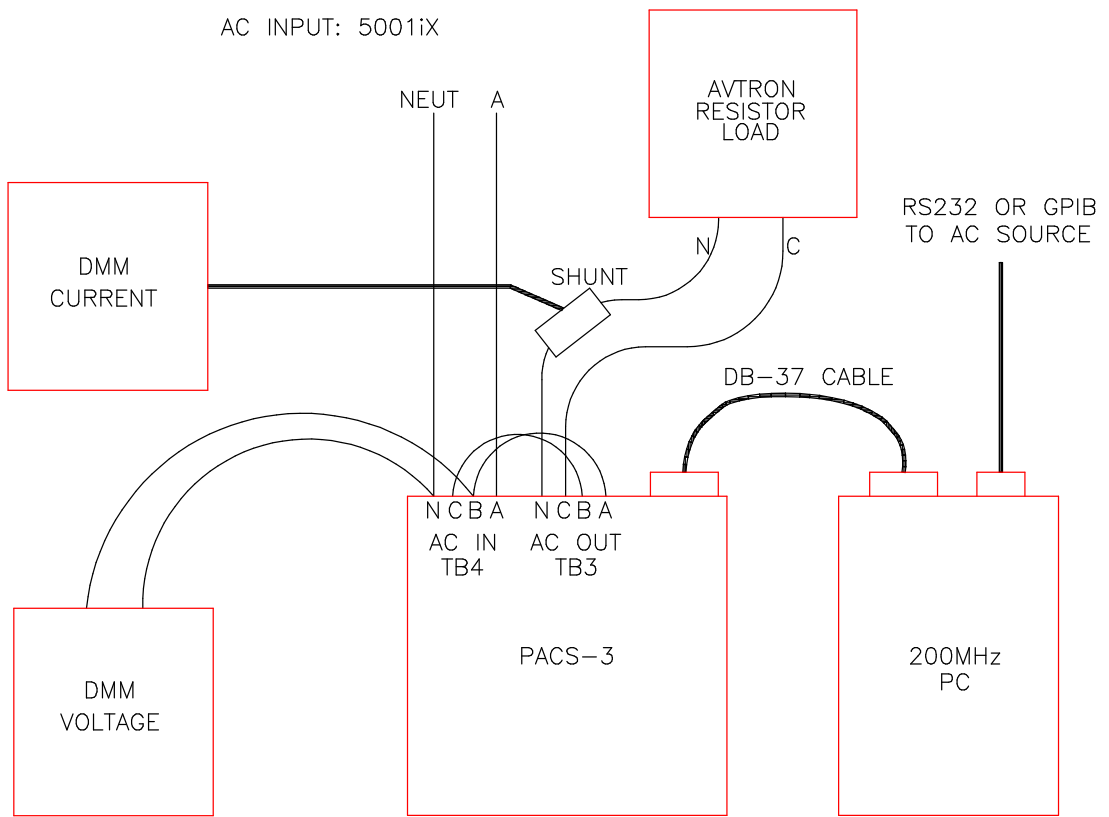 AC INPUT: 5001iX
NEUT A
AVTRON
RESISTOR
LOAD
RS232 OR GPIB
TO AC SOURCE
N C
DMM
CURRENT
SHUNT
DB-37 CABLE
N C B A N C B A
AC IN AC OUT
TB4 TB3
PACS-3
200MHz
PC
DMM
VOLTAGE